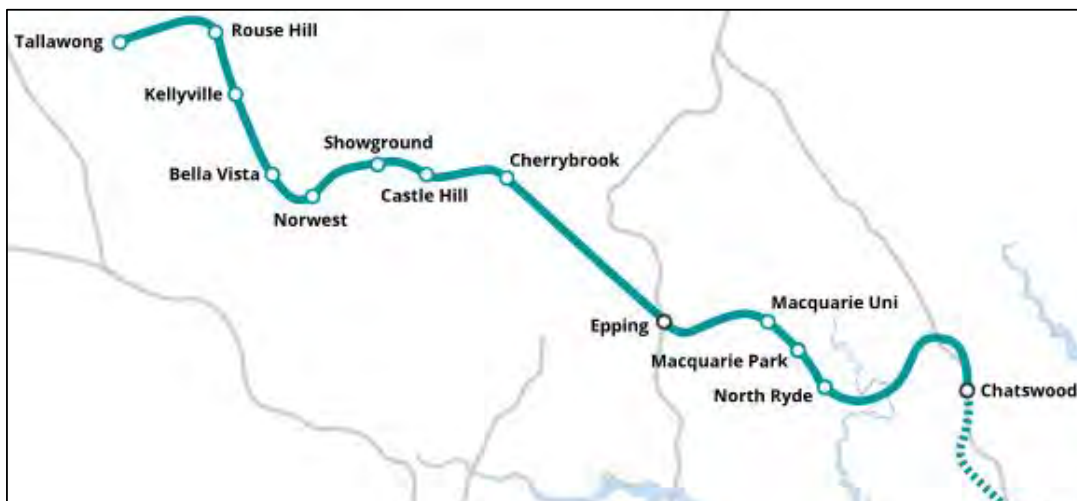 Tallawong
Rouse Hill
Kellyville
Showground
Cherrybrook
Bella Vista
Castle Hill
Norwest
Macquarie Uni
Epping
Macquarie Park
North Ryde
Chatswood